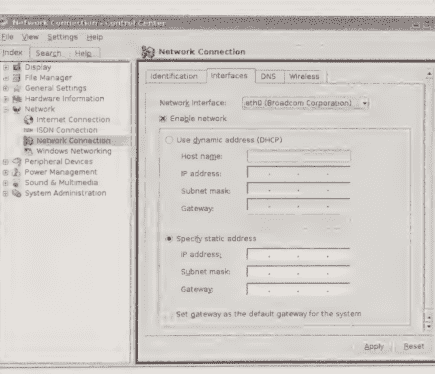 Network Connection - Control Center
File View Settings Help
Index Search Help
Network Connection
Display
File Manager
General Settings
Hardware Information
Network
Internet Connection
ISDN Connection
Network Connection
Windows Networking
Peripheral Devices
Power Management
Sound & Multimedia
System Administration
Identification Interfaces DNS Wireless
Network Interface: eth0 (Broadcom Corporation)
Enable network
Use dynamic address (DHCP)
Host name:
IP address:
Subnet mask:
Gateway:
Specify static address
IP address:
Subnet mask:
Gateway:
Set gateway as the default gateway for the system
Apply Reset